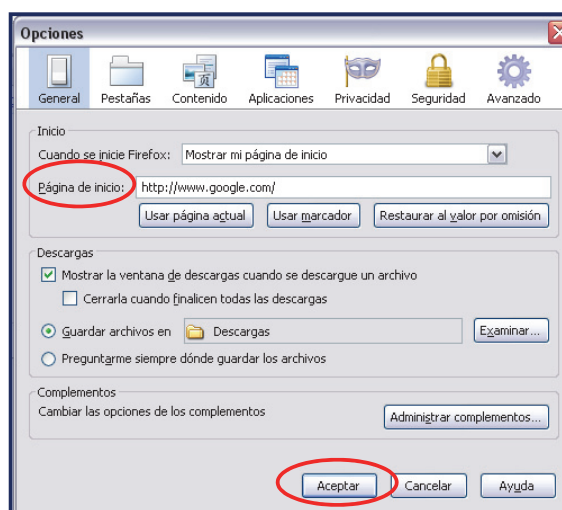 Opciones
General Pestañas Contenido Aplicaciones Privacidad Seguridad Avanzado
Inicio
Cuando se inicie Firefox: Mostrar mi página de inicio
Página de inicio: http://www.google.com/
Usar página actual Usar marcador Restaurar al valor por omisión
Descargas
Mostrar la ventana de descargas cuando se descargue un archivo
Cerrarla cuando finalicen todas las descargas
Guardar archivos en Descargas Examinar...
Preguntarme siempre dónde guardar los archivos
Complementos
Cambiar las opciones de los complementos
Administrar complementos...
Aceptar Cancelar Ayuda